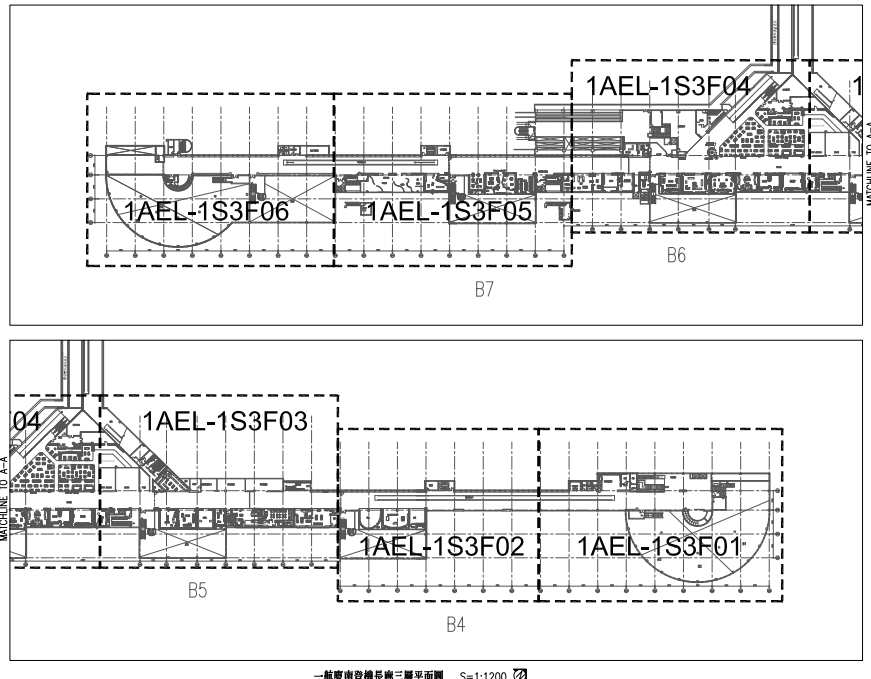 1AEL-1S3F04
1
1AEL-1S3F06
1AEL-1S3F05
MATCHLINE TO A-A
B6
B7
04
1AEL-1S3F03
MATCHLINE TO A-A
1AEL-1S3F02
1AEL-1S3F01
B5
B4
一航廈南登機長廊三層平面圖 S=1:1200